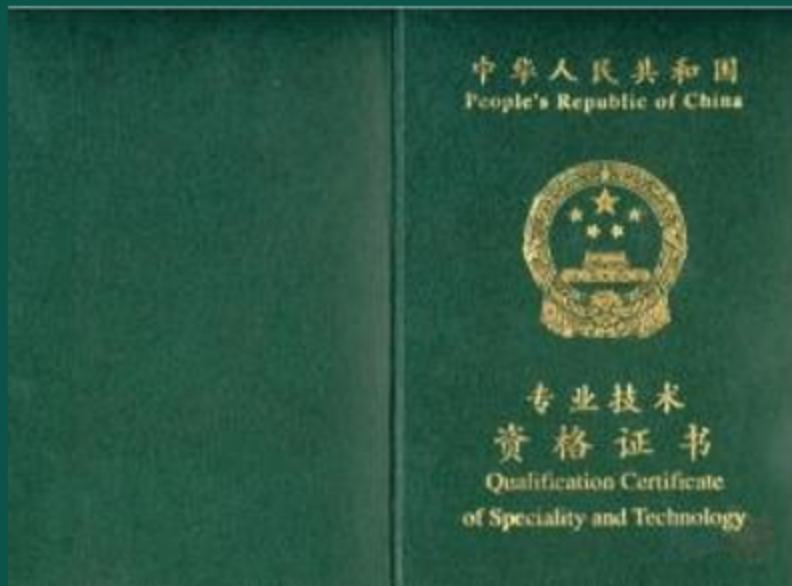 中华人民共和国
People's Republic of China
专业技术
资格证书
Qualification Certificate
of Speciality and Technology